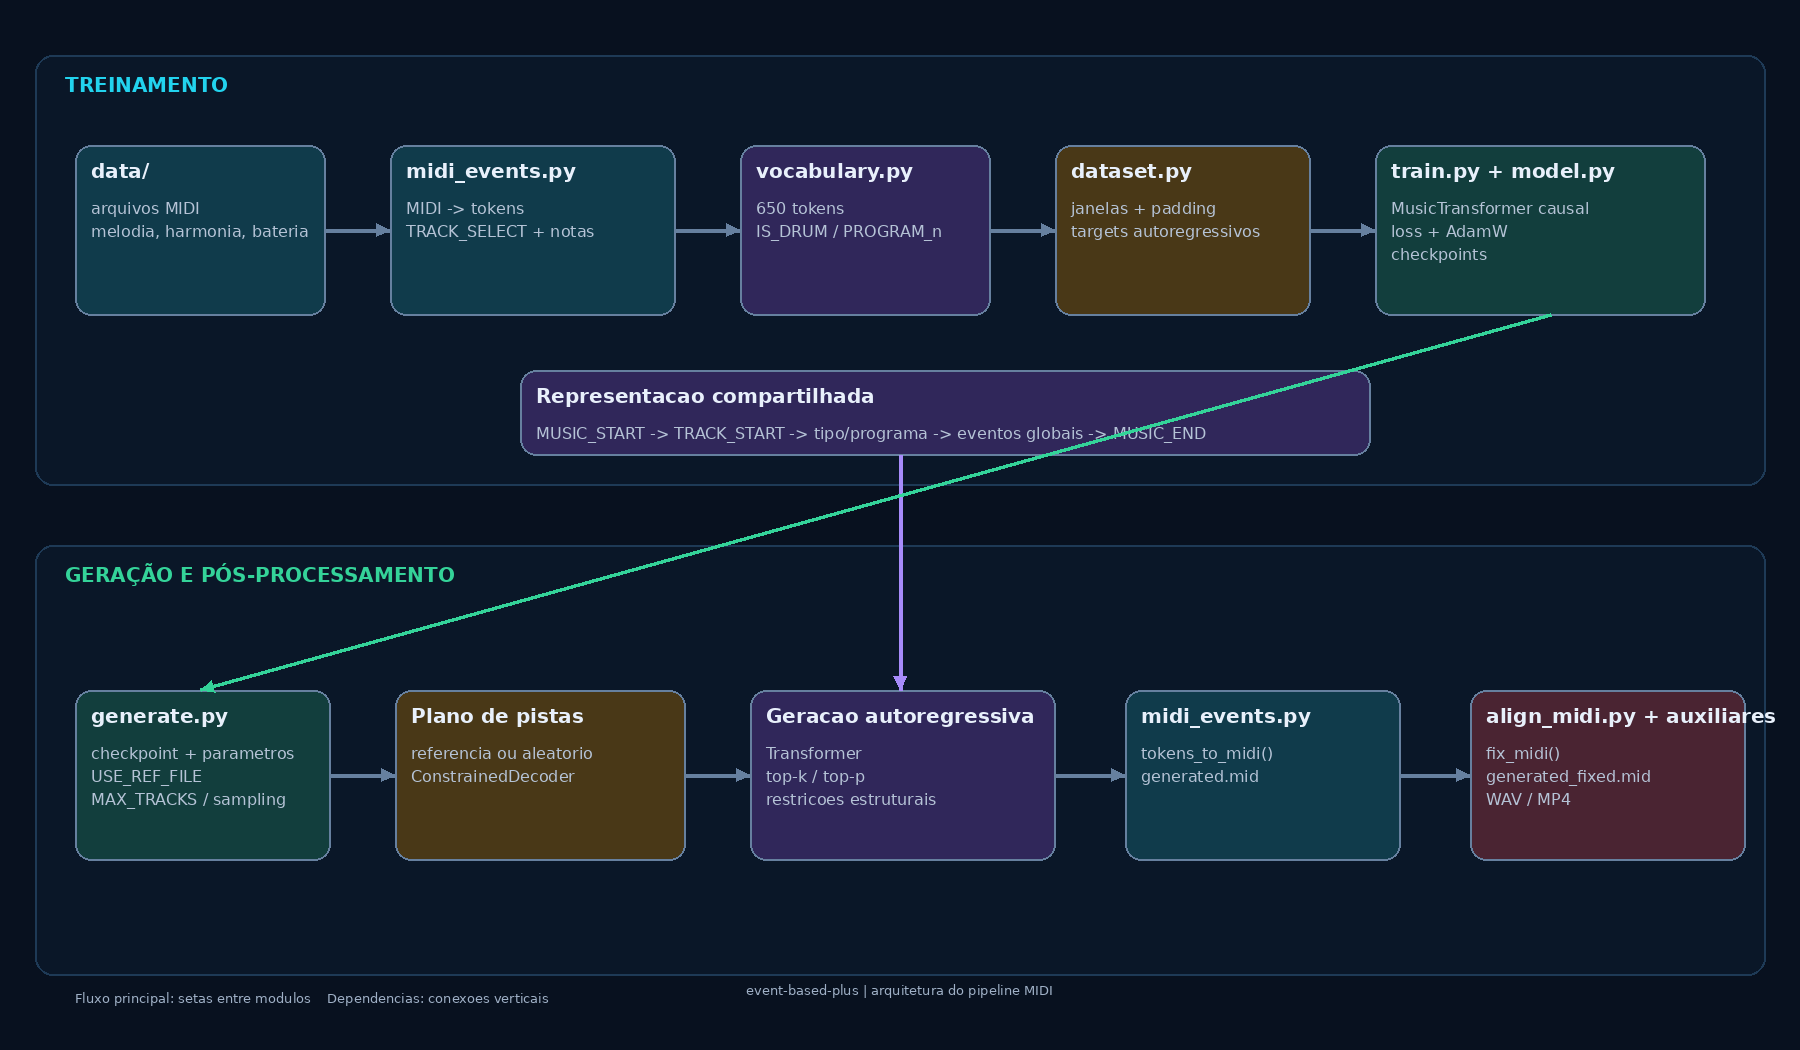 TREINAMENTO
data/
arquivos MIDI
melodia, harmonia, bateria
midi_events.py
MIDI -> tokens
TRACK_SELECT + notas
vocabulary.py
650 tokens
IS_DRUM / PROGRAM_n
dataset.py
janelas + padding
targets autoregressivos
train.py + model.py
MusicTransformer causal
loss + AdamW
checkpoints
Representacao compartilhada
MUSIC_START -> TRACK_START -> tipo/programa -> eventos globais -> MUSIC_END
GERAÇÃO E PÓS-PROCESSAMENTO
generate.py
checkpoint + parametros
USE_REF_FILE
MAX_TRACKS / sampling
Plano de pistas
referencia ou aleatorio
ConstrainedDecoder
Geracao autoregressiva
Transformer
top-k / top-p
restricoes estruturais
midi_events.py
tokens_to_midi()
generated.mid
align_midi.py + auxiliares
fix_midi()
generated_fixed.mid
WAV / MP4
Fluxo principal: setas entre modulos    Dependencias: conexoes verticais
event-based-plus | arquitetura do pipeline MIDI